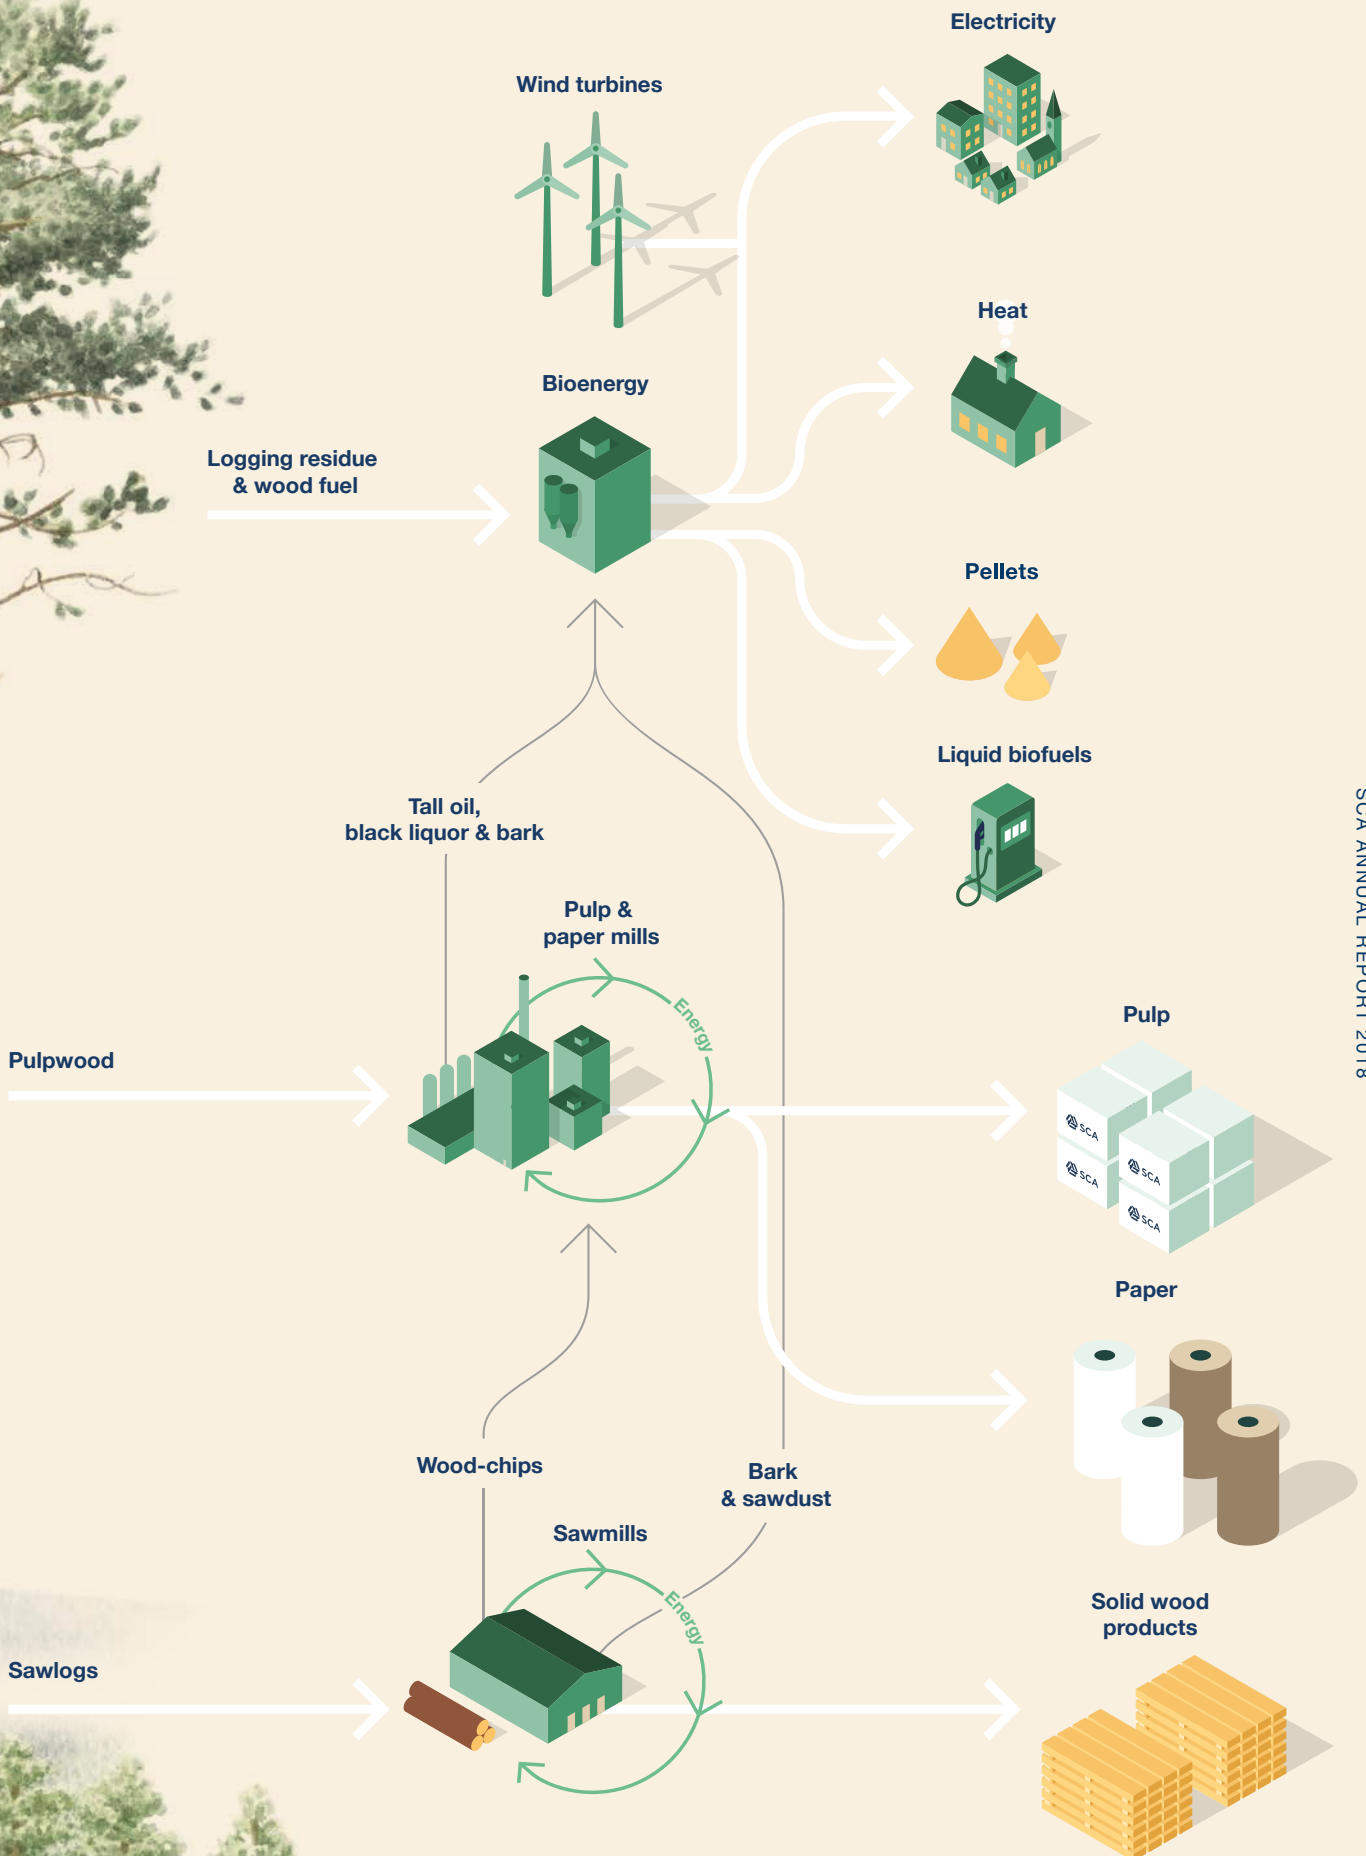 Electricity
Wind turbines
Heat
Bioenergy
Logging residue
& wood fuel
Pellets
Liquid biofuels
Tall oil,
black liquor & bark
Pulp &
paper mills
Energy
Pulp
Pulpwood
SCA
SCA
SCA
SCA
Paper
Wood-chips
Bark
& sawdust
Sawmills
Energy
Solid wood
products
Sawlogs
SCA ANNUAL REPORT 2018